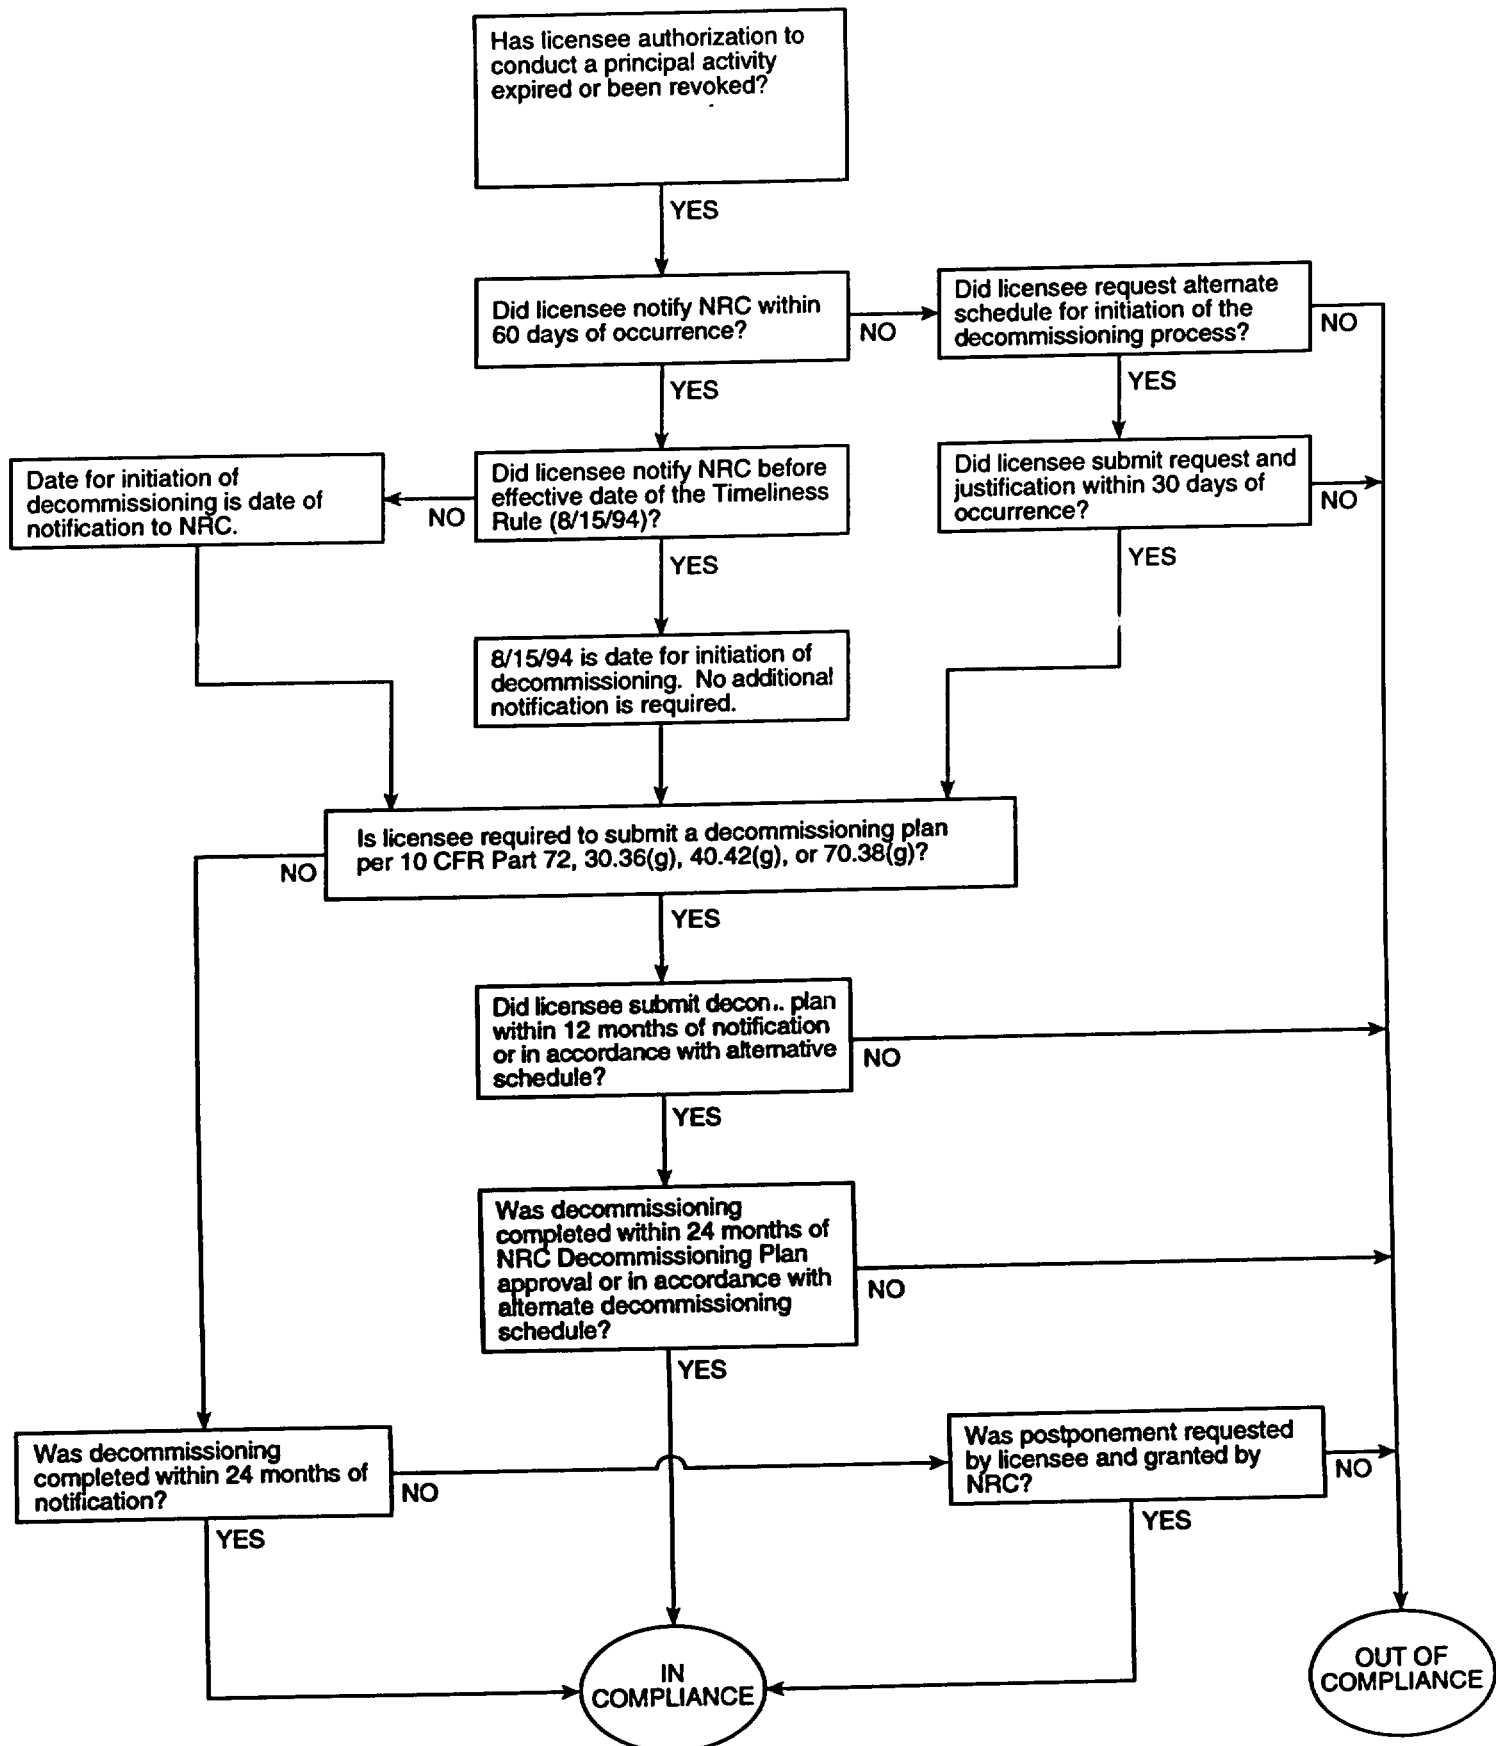 Has licensee authorization to
conduct a principal activity
expired or been revoked?
YES
Did licensee notify NRC within
60 days of occurrence?
NO
Did licensee request alternate
schedule for initiation of the
decommissioning process?
NO
YES
YES
Date for initiation of
decommissioning is date of
notification to NRC.
NO
Did licensee notify NRC before
effective date of the Timeliness
Rule (8/15/94)?
Did licensee submit request and
justification within 30 days of
occurrence?
NO
YES
YES
8/15/94 is date for initiation of
decommissioning. No additional
notification is required.
Is licensee required to submit a decommissioning plan
per 10 CFR Part 72, 30.36(g), 40.42(g), or 70.38(g)?
NO
YES
Did licensee submit decon.. plan
within 12 months of notification
or in accordance with alternative
schedule?
NO
YES
Was decommissioning
completed within 24 months of
NRC Decommissioning Plan
approval or in accordance with
alternate decommissioning
schedule?
NO
YES
Was decommissioning
completed within 24 months of
notification?
NO
Was postponement requested
by licensee and granted by
NRC?
NO
YES
YES
IN
COMPLIANCE
OUT OF
COMPLIANCE